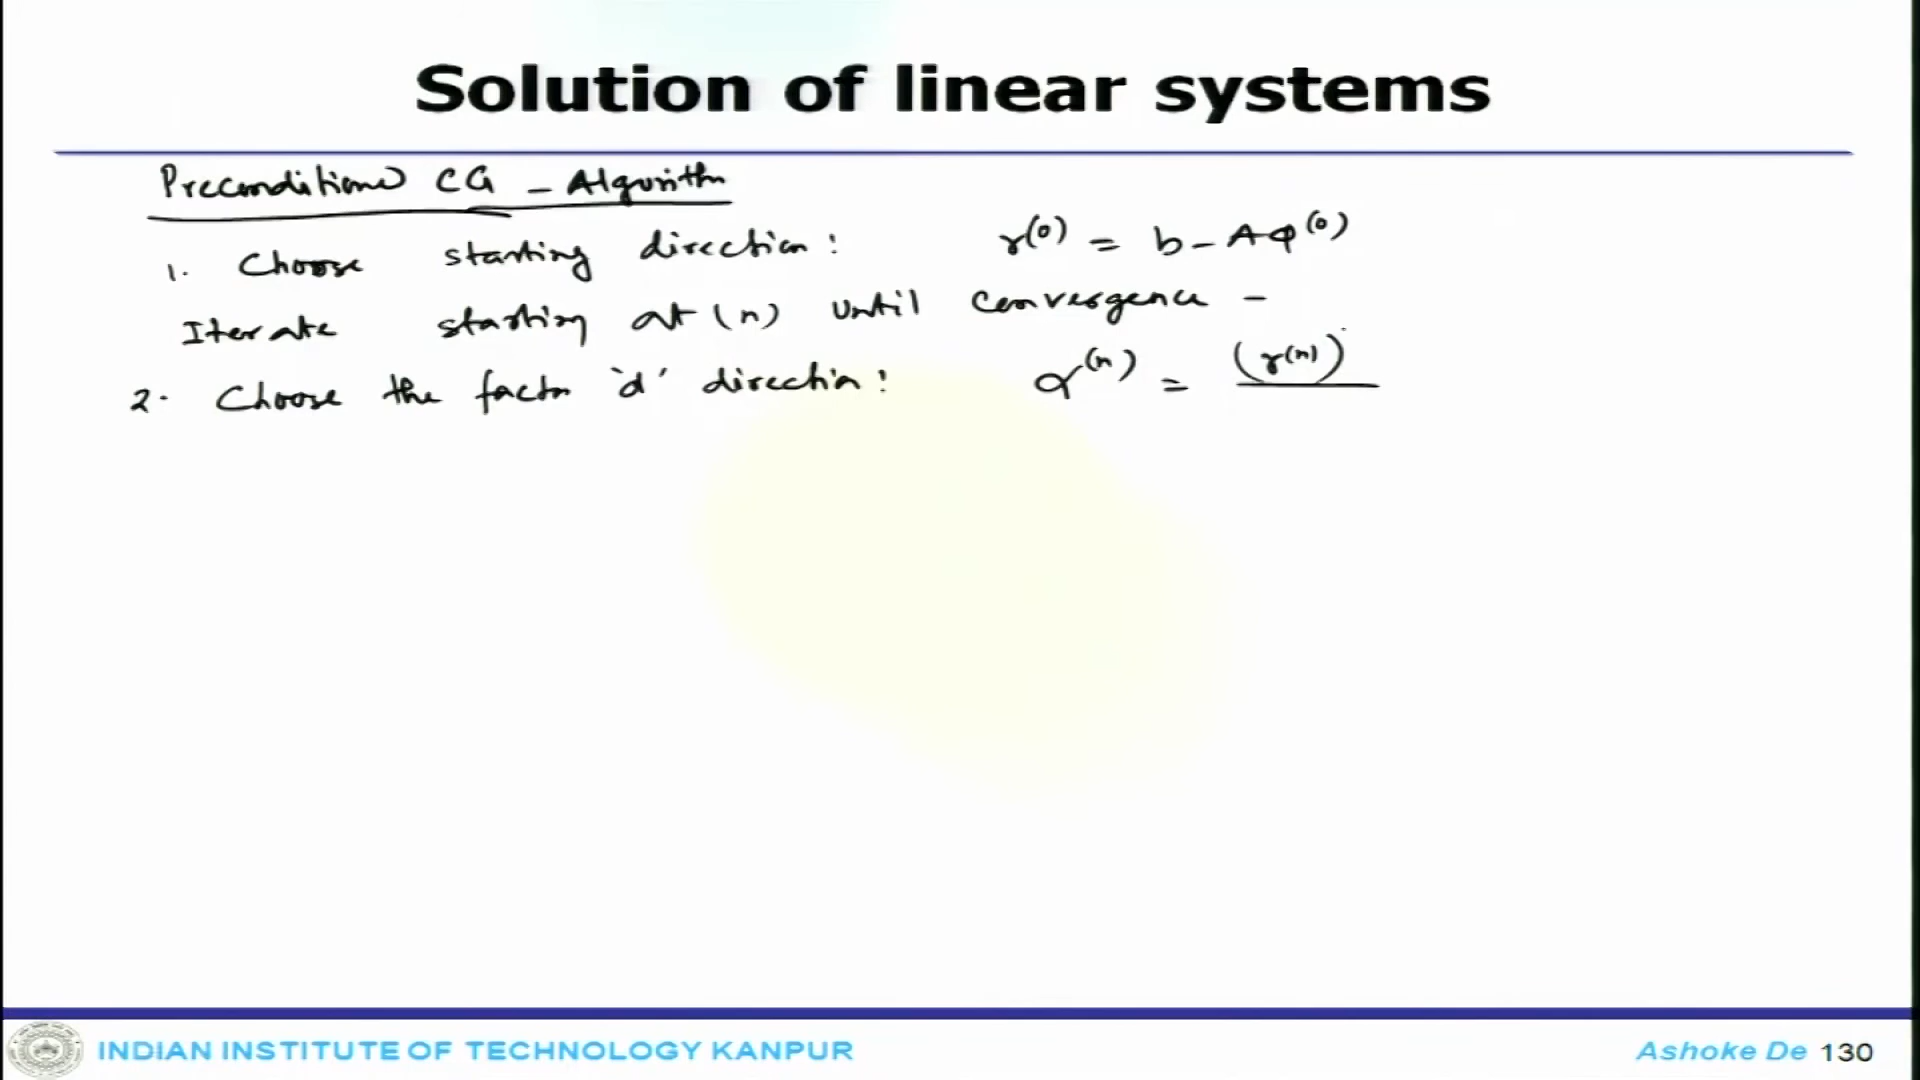 Solution of linear systems
Preconditioned CG - Algorithm
1. Choose starting direction : r^(0) = b - Aφ^(0)
Iterate starting at (n) until convergence -
2. Choose the factor 'd' direction : α^(n) = (r^(n))
INDIAN INSTITUTE OF TECHNOLOGY KANPUR
Ashoke De 130